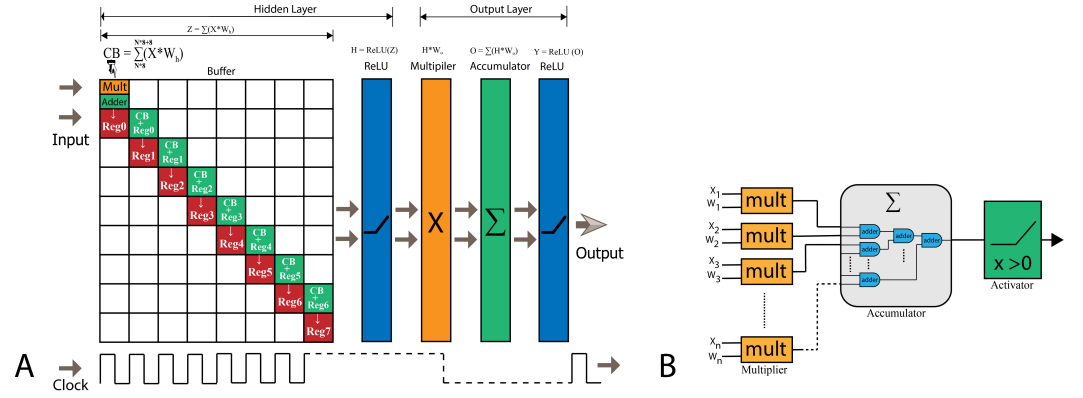 Hidden Layer
Output Layer
Z = ∑(X*Wh)
N*8+8
CB = ∑(X*Wh)
N*8
H = ReLU(Z)
H*Wo
O = ∑(H*Wo)
Y = ReLU (O)
Buffer
ReLU
Multipiler
Accumulator
ReLU
Mult
Adder
Input
↓ Reg0
CB + Reg0
↓ Reg1
CB + Reg1
↓ Reg2
CB + Reg2
↓ Reg3
CB + Reg3
↓ Reg4
CB + Reg4
↓ Reg5
CB + Reg5
↓ Reg6
CB + Reg6
↓ Reg7
X
∑
Output
A
Clock
X1
W1
mult
X2
W2
mult
X3
W3
mult
Xn
Wn
mult
Multiplier
∑
adder
adder
adder
adder
adder
Accumulator
x >0
Activator
B